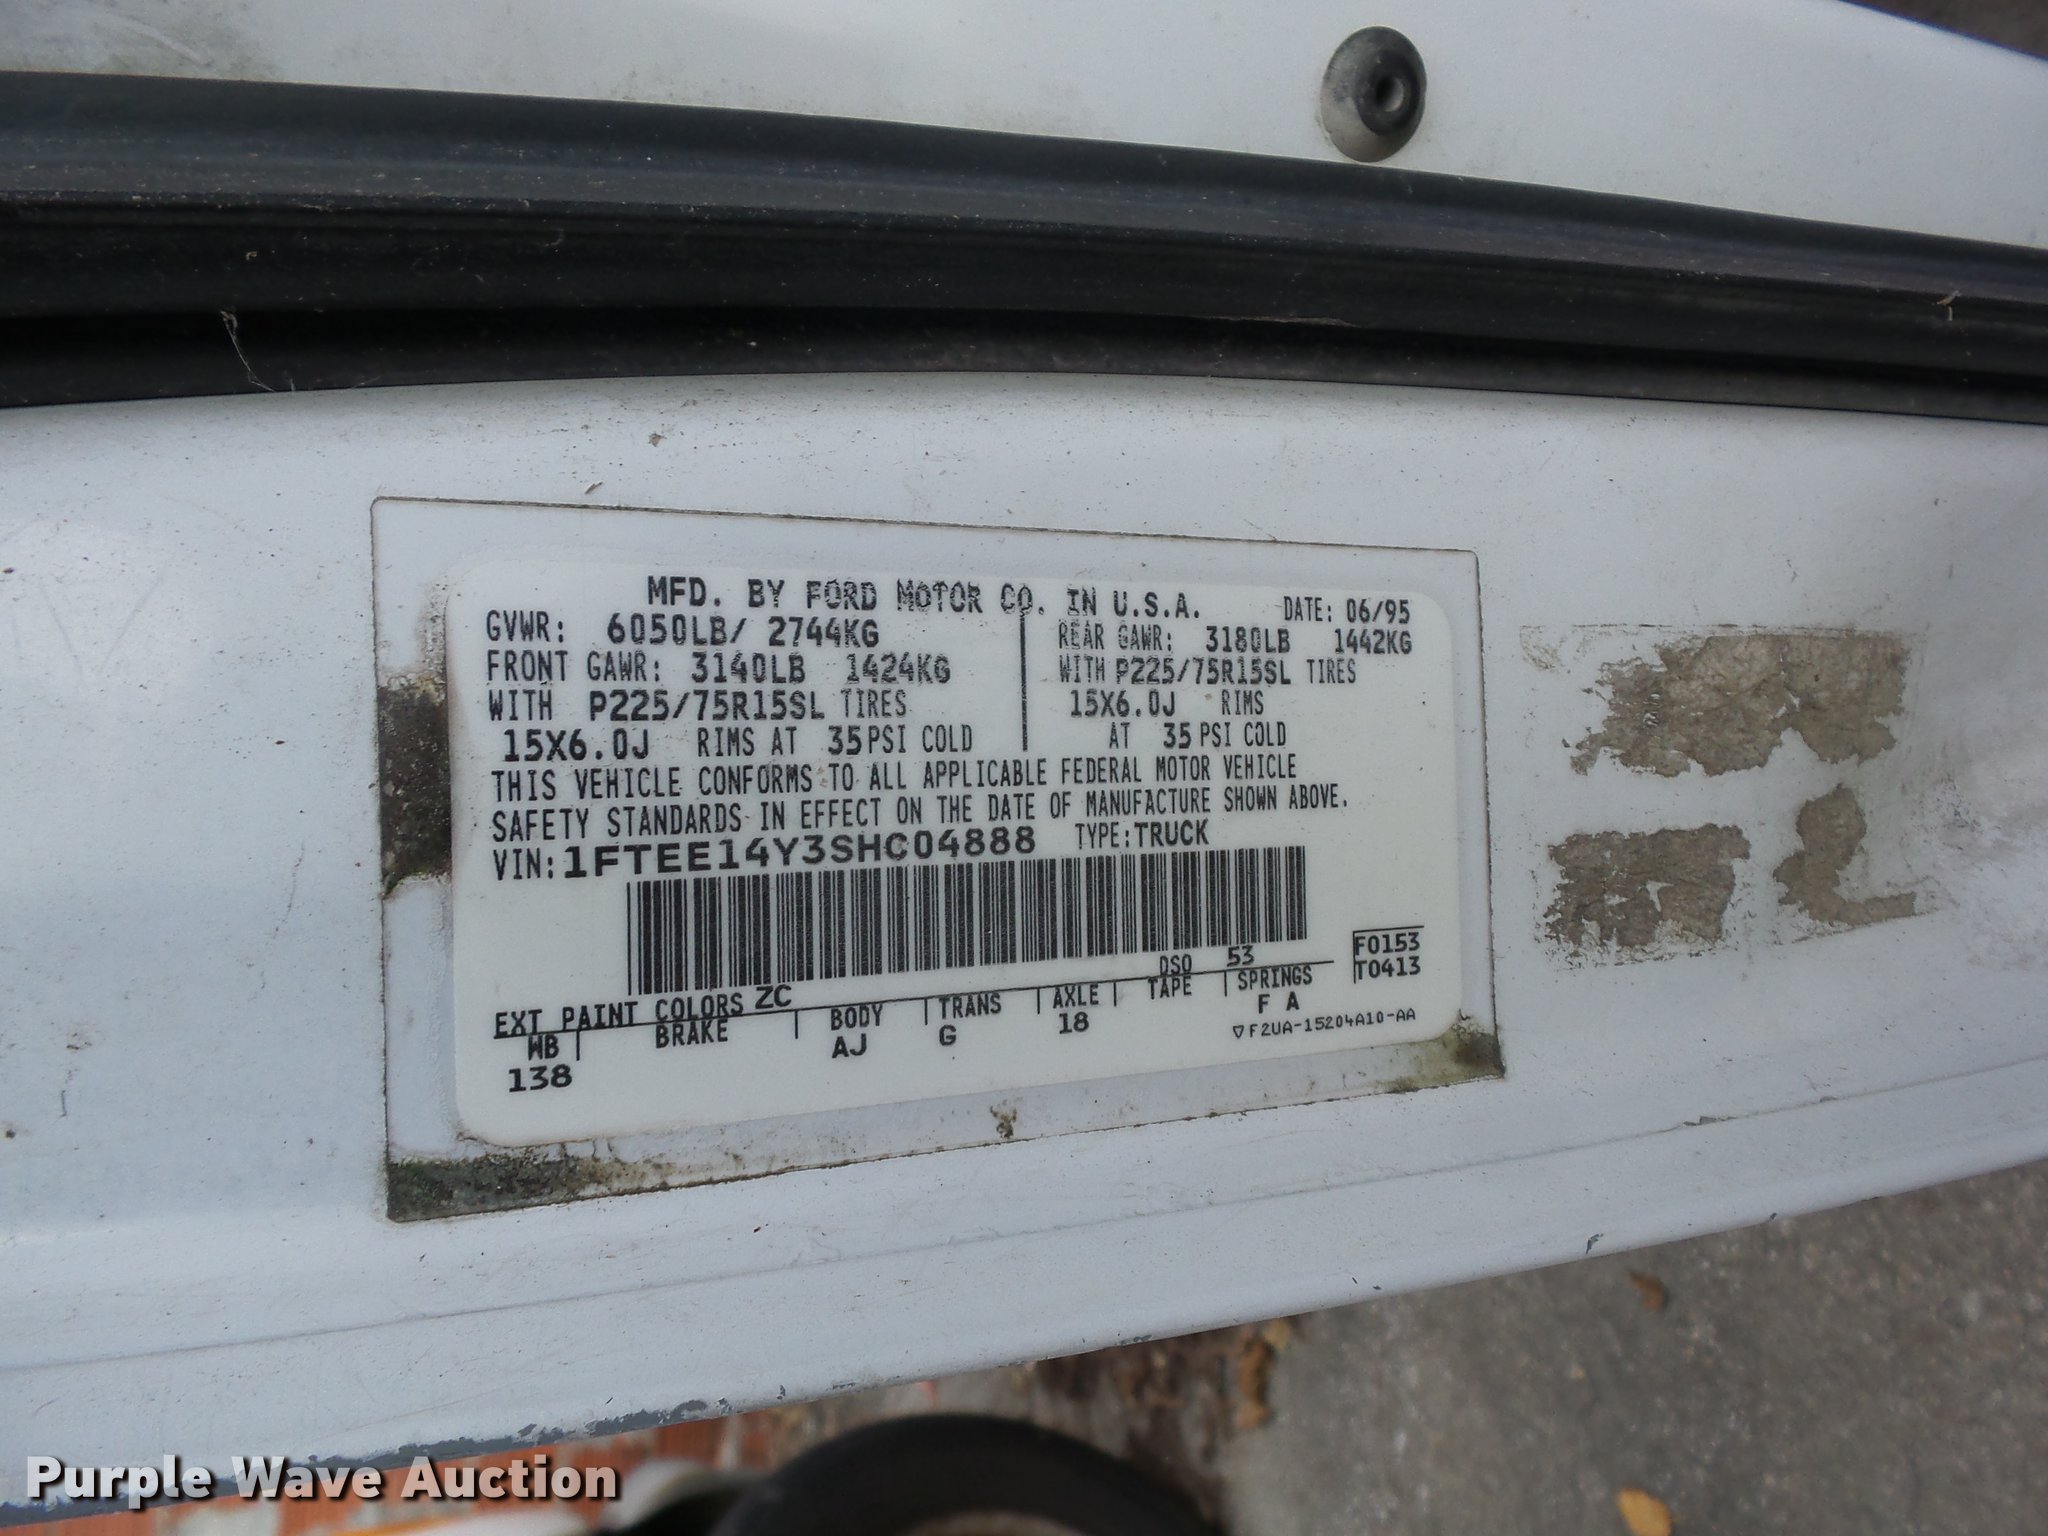 MFD. BY FORD MOTOR CO. IN U.S.A.
DATE: 06/95
GVWR: 6050LB/ 2744KG
FRONT GAWR: 3140LB 1424KG
WITH P225/75R15SL TIRES
15X6.0J RIMS AT 35PSI COLD
REAR GAWR: 3180LB 1442KG
WITH P225/75R15SL TIRES
15X6.0J RIMS
AT 35 PSI COLD
THIS VEHICLE CONFORMS TO ALL APPLICABLE FEDERAL MOTOR VEHICLE
SAFETY STANDARDS IN EFFECT ON THE DATE OF MANUFACTURE SHOWN ABOVE.
VIN: 1FTEE14Y3SHC04888 TYPE: TRUCK
F0153
T0413
EXT PAINT COLORS ZC DSO 53
WB BRAKE BODY TRANS AXLE TAPE SPRINGS
138 AJ G 18 F A
▽F2UA-15204A10-AA
Purple Wave Auction